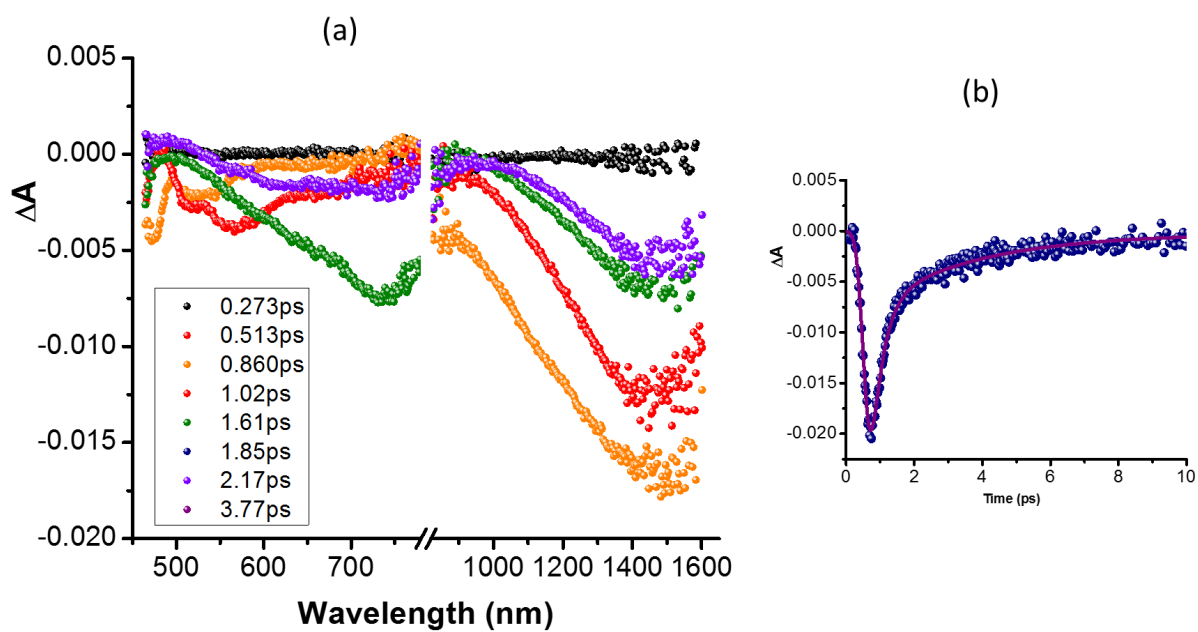 (a)
0.005
0.000
-0.005
-0.010
-0.015
-0.020
ΔA
0.273ps
0.513ps
0.860ps
1.02ps
1.61ps
1.85ps
2.17ps
3.77ps
500 600 700 1000 1200 1400 1600
Wavelength (nm)
(b)
0.005
0.000
-0.005
-0.010
-0.015
-0.020
ΔA
0 2 4 6 8 10
Time (ps)